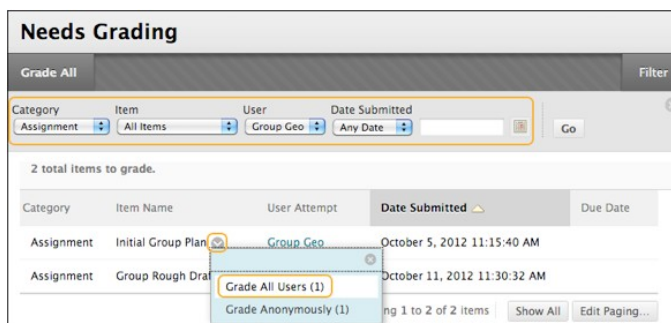 Needs Grading
Grade All Filter
Category Item User Date Submitted
Assignment All Items Group Geo Any Date Go
2 total items to grade.
Category Item Name User Attempt Date Submitted Due Date
Assignment Initial Group Plan Group Geo October 5, 2012 11:15:40 AM
Assignment Group Rough Dra October 11, 2012 11:30:32 AM
Grade All Users (1)
Grade Anonymously (1) ng 1 to 2 of 2 items Show All Edit Paging...